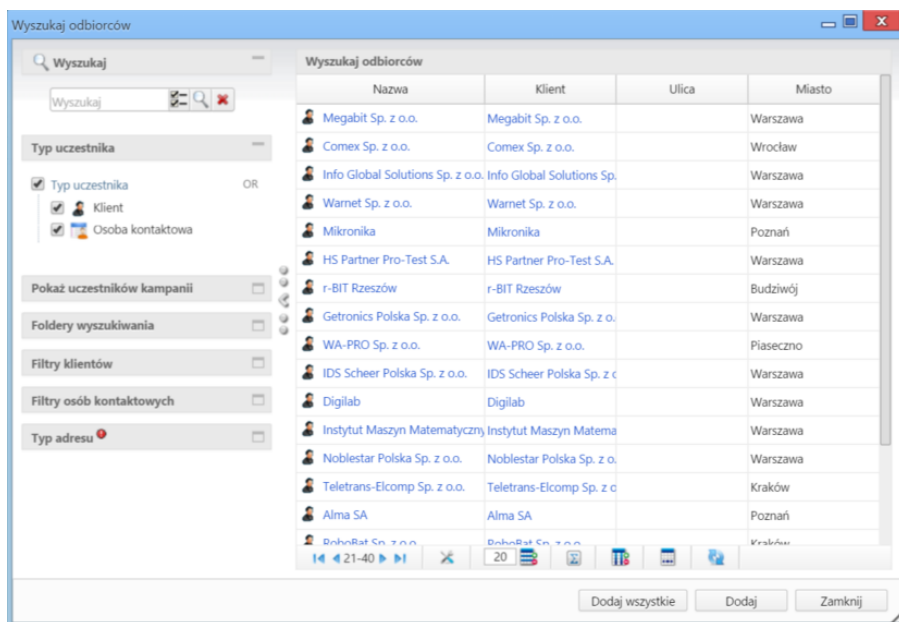 Wyszukaj odbiorców
Wyszukaj
Wyszukaj
Typ uczestnika
Typ uczestnika OR
Klient
Osoba kontaktowa
Pokaż uczestników kampanii
Foldery wyszukiwania
Filtry klientów
Filtry osób kontaktowych
Typ adresu
Wyszukaj odbiorców
Nazwa Klient Ulica Miasto
Megabit Sp. z o.o. Megabit Sp. z o.o. Warszawa
Comex Sp. z o.o. Comex Sp. z o.o. Wrocław
Info Global Solutions Sp. z o.o. Info Global Solutions Sp. Warszawa
Warnet Sp. z o.o. Warnet Sp. z o.o. Warszawa
Mikronika Mikronika Poznań
HS Partner Pro-Test S.A. HS Partner Pro-Test S.A. Warszawa
r-BIT Rzeszów r-BIT Rzeszów Budziwój
Getronics Polska Sp. z o.o. Getronics Polska Sp. z o. Warszawa
WA-PRO Sp. z o.o. WA-PRO Sp. z o.o. Piaseczno
IDS Scheer Polska Sp. z o.o. IDS Scheer Polska Sp. z o Warszawa
Digilab Digilab Warszawa
Instytut Maszyn Matematyczny Instytut Maszyn Matema Warszawa
Noblestar Polska Sp. z o.o. Noblestar Polska Sp. z o. Warszawa
Teletrans-Elcomp Sp. z o.o. Teletrans-Elcomp Sp. z o Kraków
Alma SA Alma SA Poznań
RoboBat Sp. z o.o. RoboBat Sp. z o.o. Kraków
21-40 20
Dodaj wszystkie Dodaj Zamknij